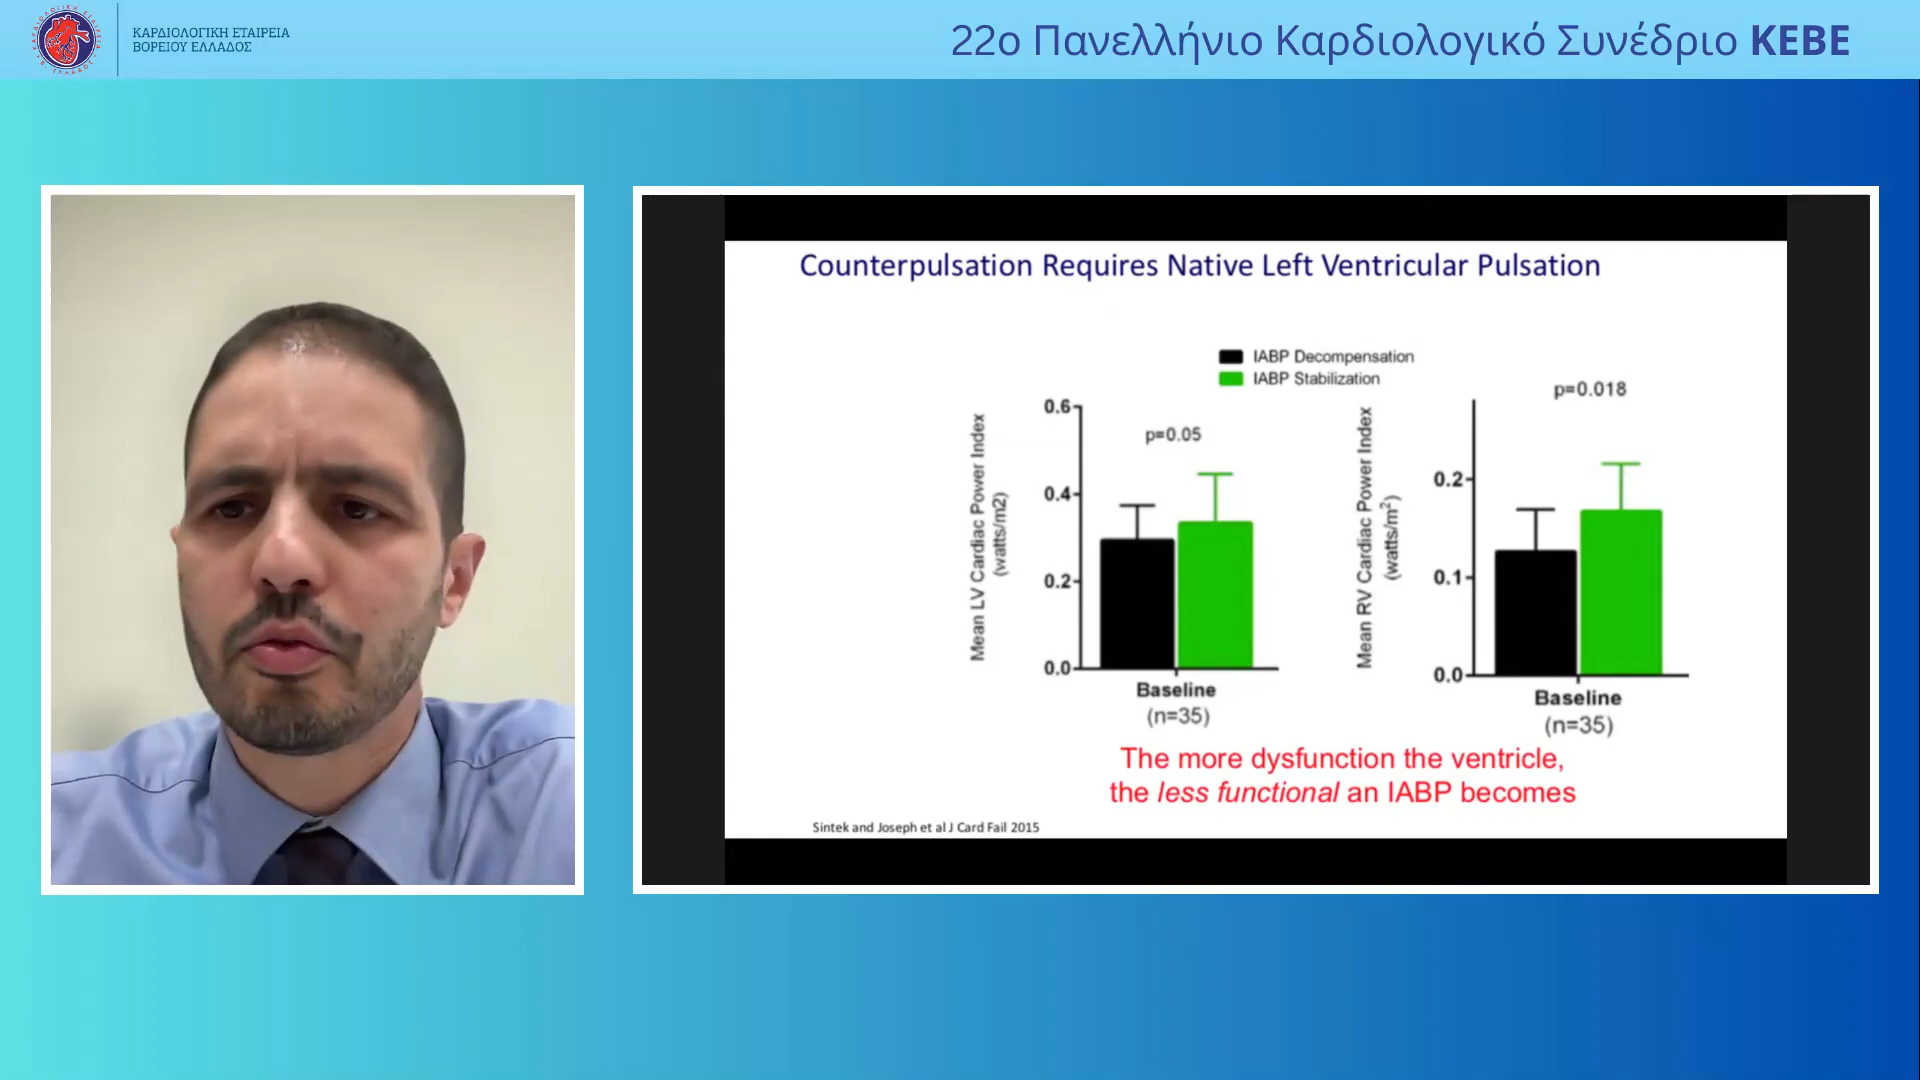 ΚΑΡΔΙΟΛΟΓΙΚΗ ΕΤΑΙΡΕΙΑ
ΒΟΡΕΙΟΥ ΕΛΛΑΔΟΣ
22ο Πανελλήνιο Καρδιολογικό Συνέδριο ΚΕΒΕ
Counterpulsation Requires Native Left Ventricular Pulsation
IABP Decompensation
IABP Stabilization
Mean LV Cardiac Power Index
(watts/m2)
0.6
0.4
0.2
0.0
p=0.05
Baseline
(n=35)
Mean RV Cardiac Power Index
(watts/m²)
0.2
0.1
0.0
p=0.018
Baseline
(n=35)
The more dysfunction the ventricle,
the less functional an IABP becomes
Sintek and Joseph et al J Card Fail 2015